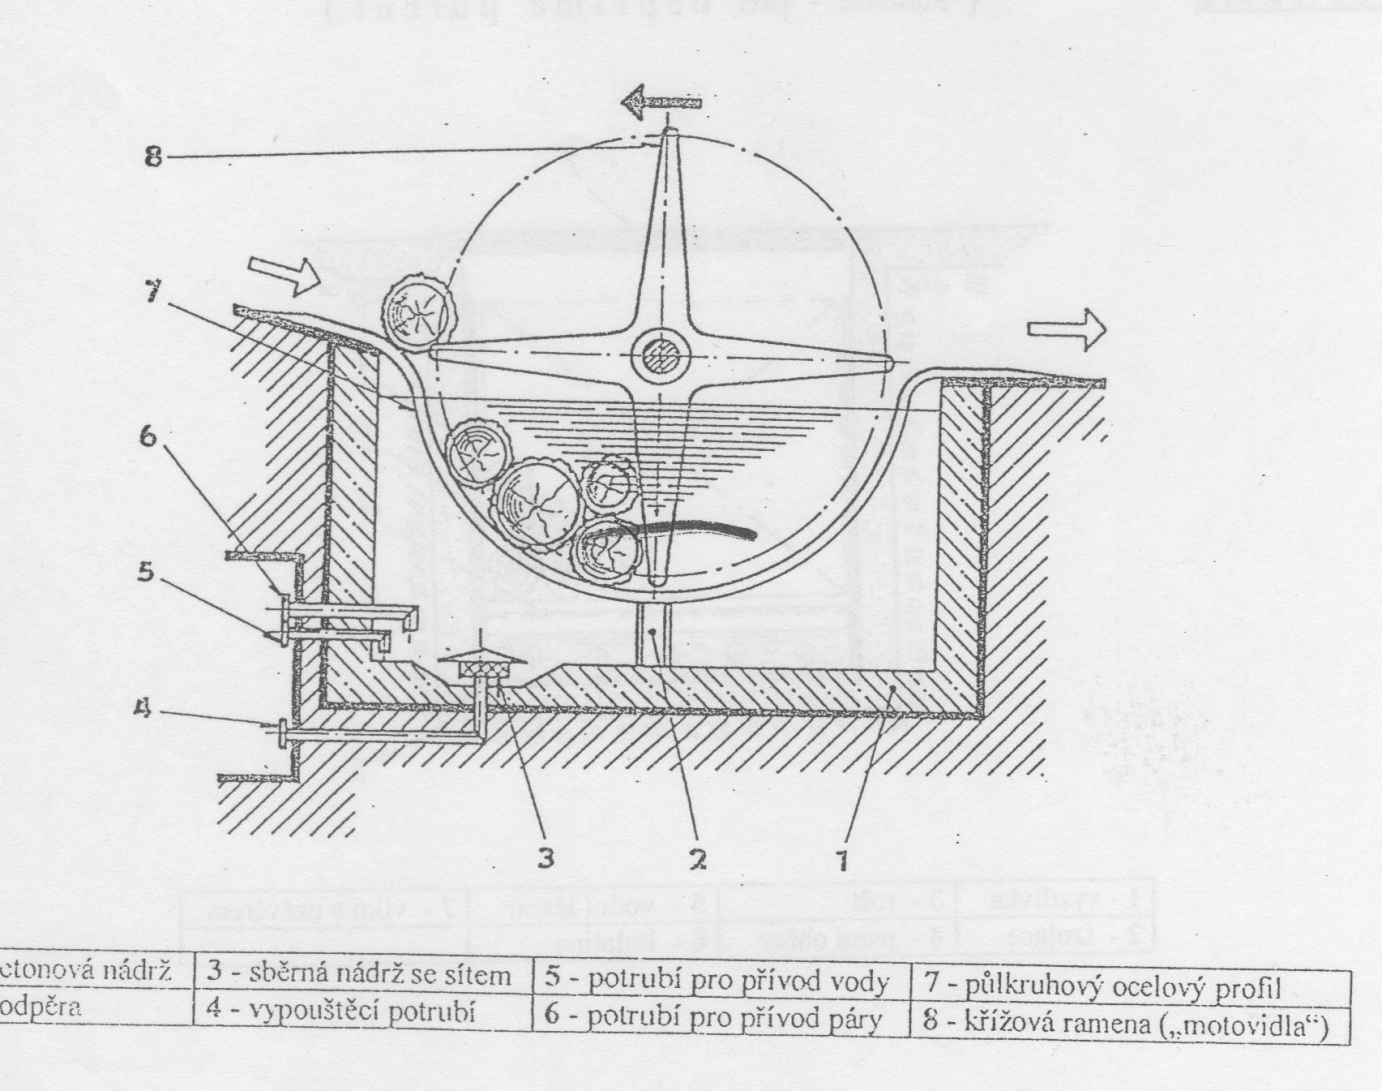 8
7
6
5
4
3 2 1
ctonová nádrž 3 - sběrná nádrž se sítem 5 - potrubí pro přívod vody 7 - půlkruhový ocelový profil
odpěra 4 - vypouštěcí potrubí 6 - potrubí pro přívod páry 8 - křížová ramena („motovidla“)